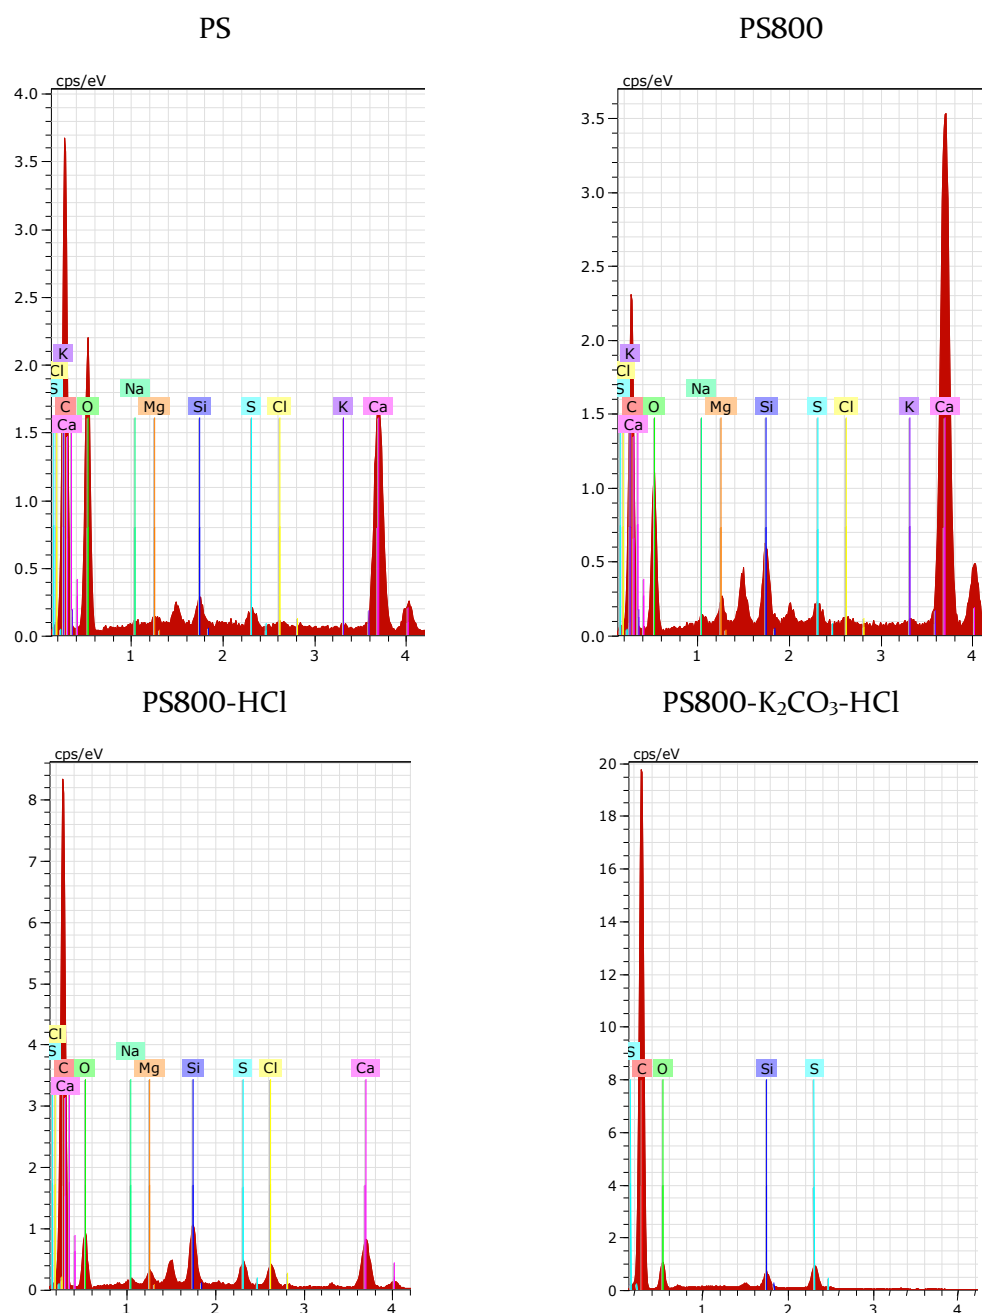 PS
PS800
cps/eV
4.0
3.5
3.0
2.5
2.0
1.5
1.0
0.5
0.0
K
Cl
S
C
O
Ca
Na
Mg
Si
S
Cl
K
Ca
1
2
3
4
cps/eV
3.5
3.0
2.5
2.0
1.5
1.0
0.5
0.0
K
Cl
S
C
O
Ca
Na
Mg
Si
S
Cl
K
Ca
1
2
3
4
PS800-HCl
PS800-K₂CO₃-HCl
cps/eV
8
7
6
5
4
3
2
1
0
Cl
S
C
O
Ca
Na
Mg
Si
S
Cl
Ca
1
2
3
4
cps/eV
20
18
16
14
12
10
8
6
4
2
0
S
C
O
Si
S
1
2
3
4